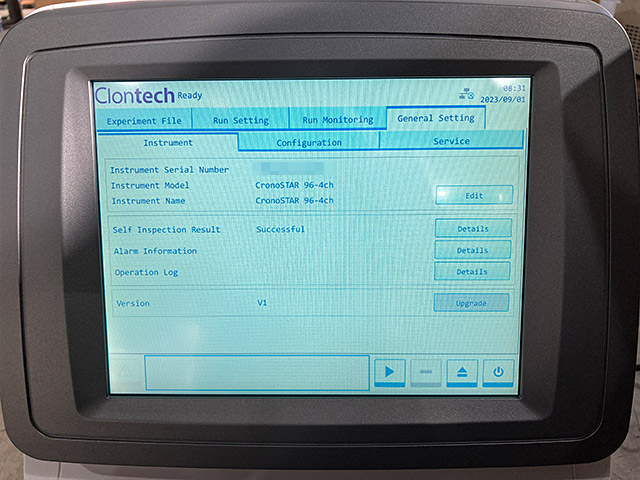 Clontech Ready
08:31
2023/09/01
Experiment File Run Setting Run Monitoring General Setting
Instrument Configuration Service
Instrument Serial Number
Instrument Model CronoSTAR 96-4ch
Instrument Name CronoSTAR 96-4ch Edit
Self Inspection Result Successful Details
Alarm Information Details
Operation Log Details
Version V1 Upgrade